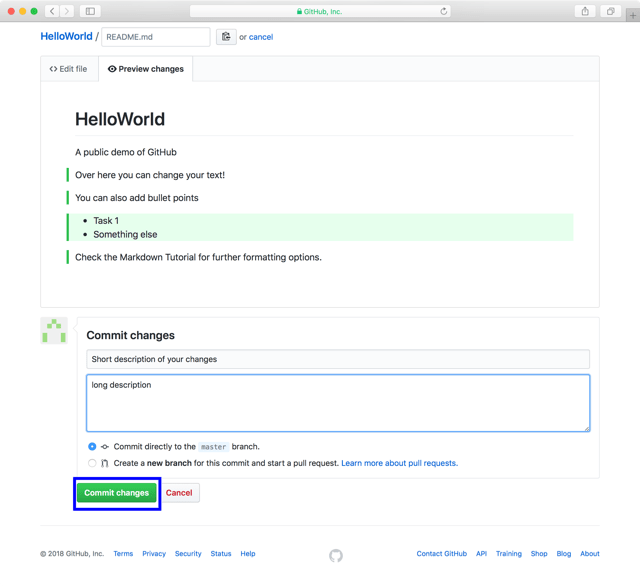 GitHub, Inc.
HelloWorld / README.md or cancel
Edit file Preview changes
HelloWorld
A public demo of GitHub
Over here you can change your text!
You can also add bullet points
Task 1
Something else
Check the Markdown Tutorial for further formatting options.
Commit changes
Short description of your changes
long description
Commit directly to the master branch.
Create a new branch for this commit and start a pull request. Learn more about pull requests.
Commit changes Cancel
© 2018 GitHub, Inc. Terms Privacy Security Status Help Contact GitHub API Training Shop Blog About